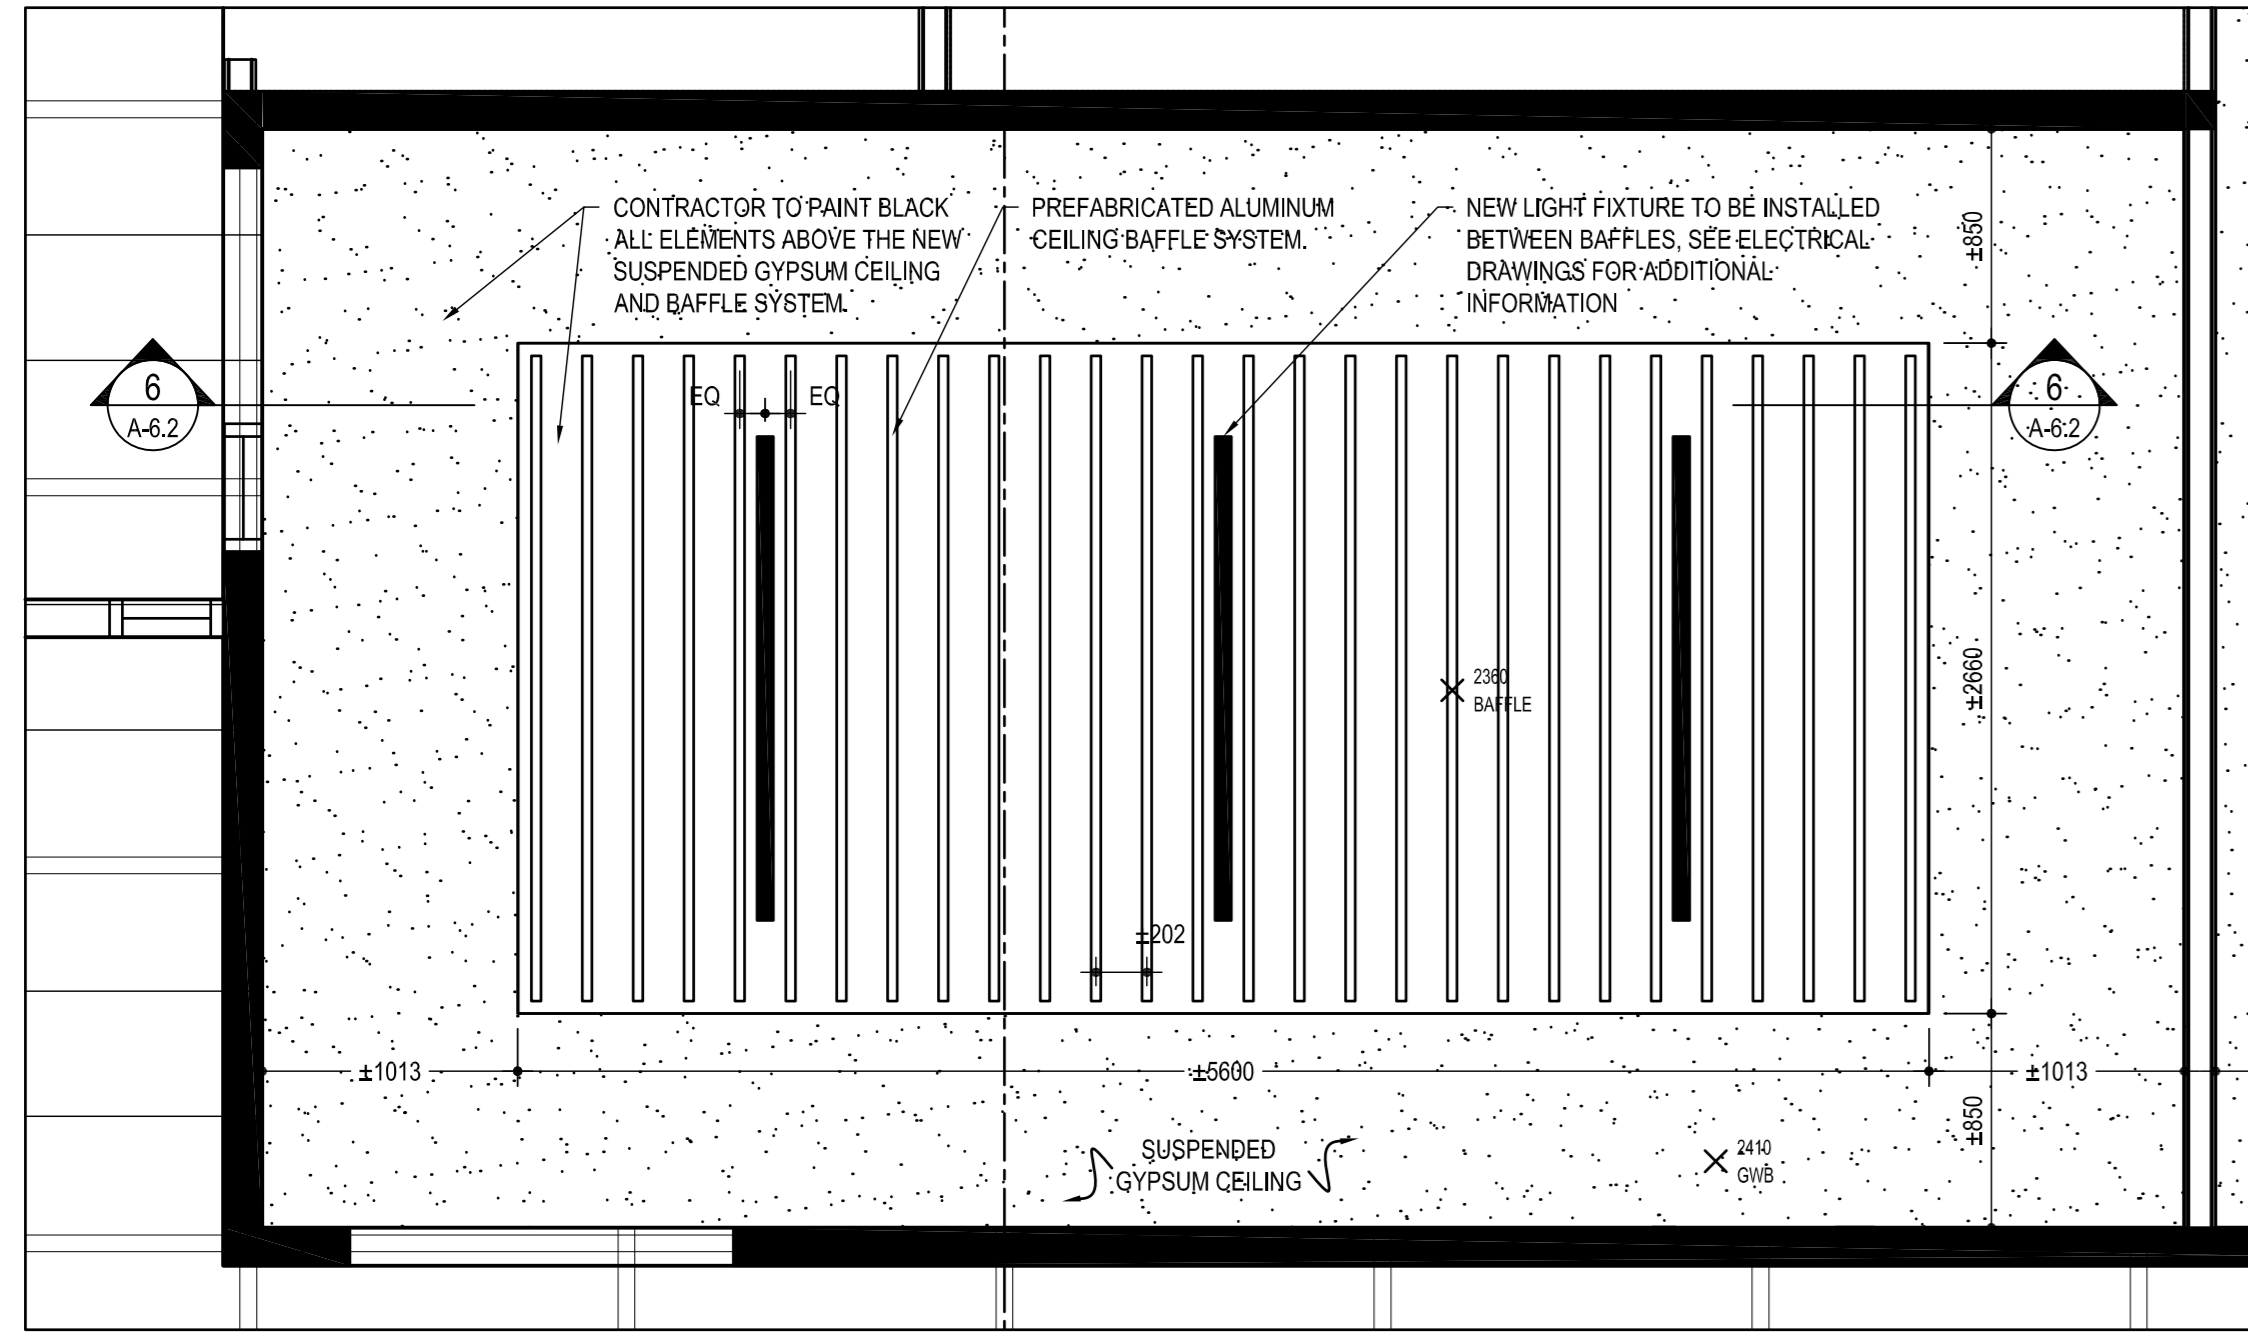 CONTRACTOR TO PAINT BLACK
ALL ELEMENTS ABOVE THE NEW
SUSPENDED GYPSUM CEILING
AND BAFFLE SYSTEM.
PREFABRICATED ALUMINUM
CEILING BAFFLE SYSTEM.
NEW LIGHT FIXTURE TO BE INSTALLED
BETWEEN BAFFLES, SEE ELECTRICAL
DRAWINGS FOR ADDITIONAL
INFORMATION
±850
6
A-6.2
EQ
EQ
6
A-6.2
2360
BAFFLE
±2660
±202
±1013
±5600
±1013
±850
SUSPENDED
GYPSUM CEILING
2410
GWB